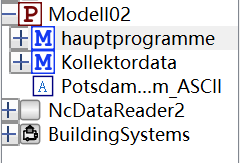 P Modell02
M hauptprogramme
M Kollektordata
A Potsdam...m_ASCII
NcDataReader2
BuildingSystems